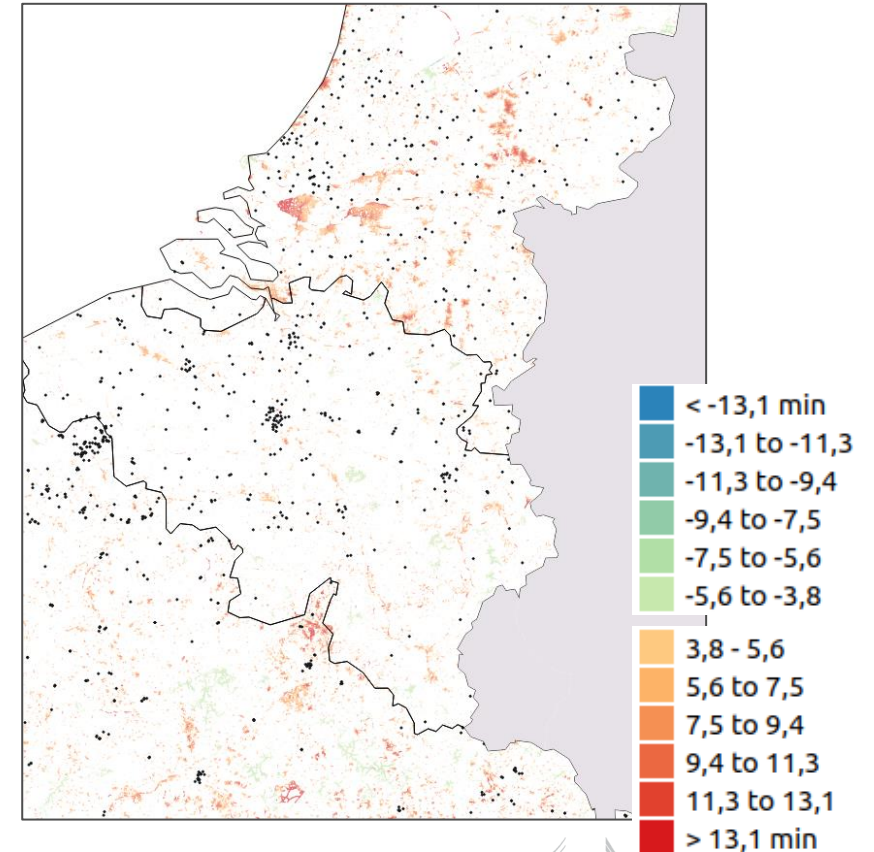 < -13,1 min
-13,1 to -11,3
-11,3 to -9,4
-9,4 to -7,5
-7,5 to -5,6
-5,6 to -3,8
3,8 - 5,6
5,6 to 7,5
7,5 to 9,4
9,4 to 11,3
11,3 to 13,1
> 13,1 min